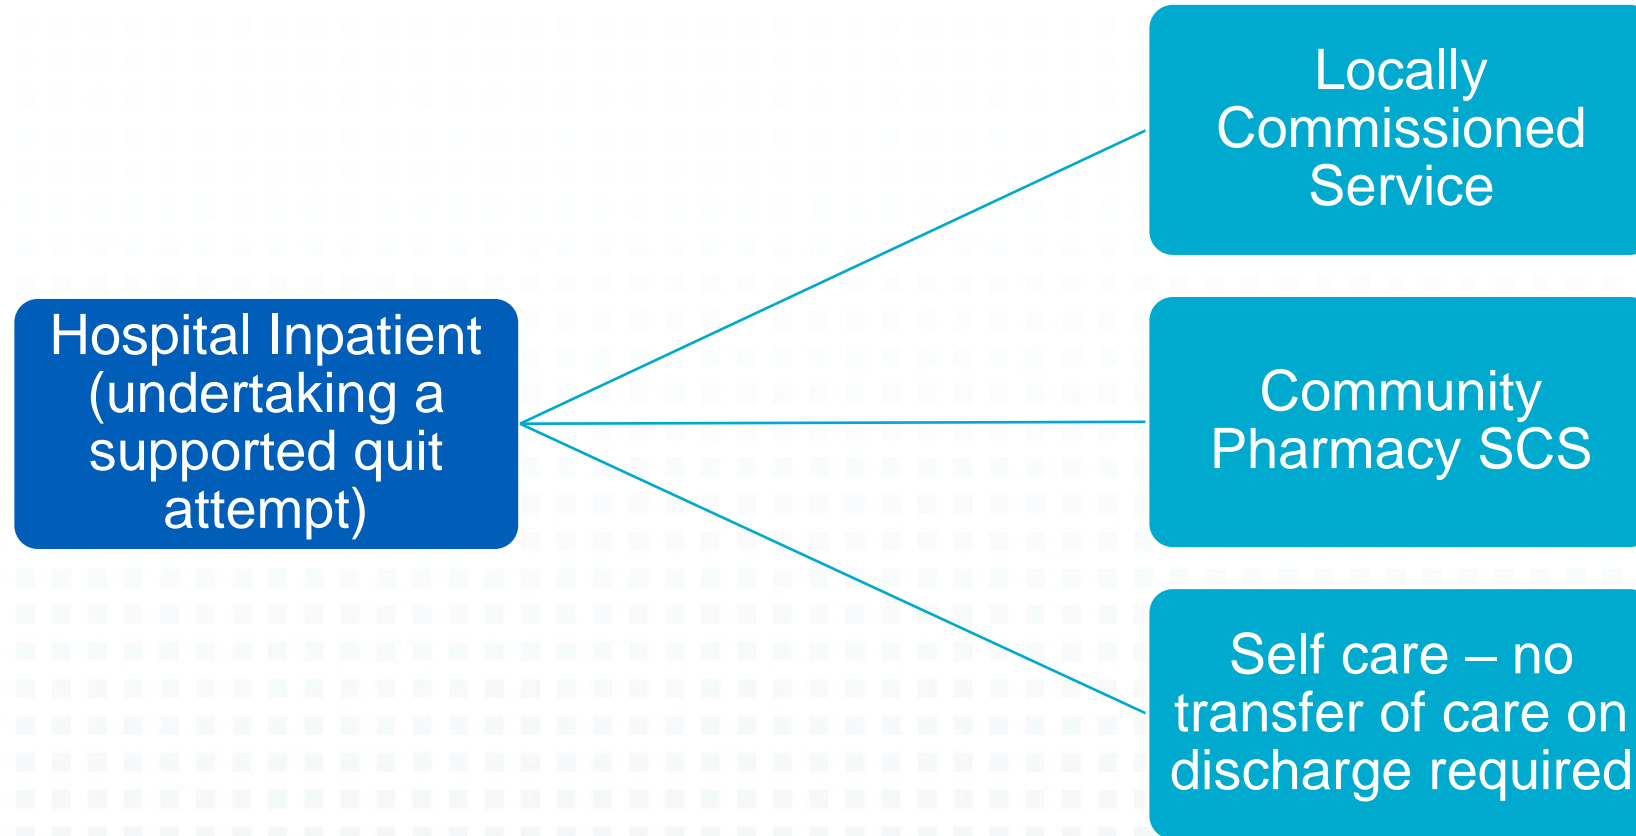 Locally
Commissioned
Service
Hospital Inpatient
(undertaking a
supported quit
attempt)
Community
Pharmacy SCS
Self care – no
transfer of care on
discharge required